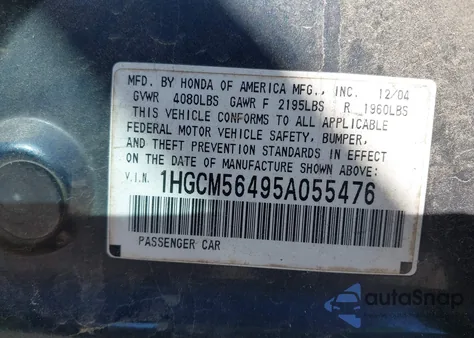 MFD. BY HONDA OF AMERICA MFG., INC. 12/04
GVWR 4080LBS GAWR F 2195LBS R 1960LBS
THIS VEHICLE CONFORMS TO ALL APPLICABLE
FEDERAL MOTOR VEHICLE SAFETY, BUMPER,
AND THEFT PREVENTION STANDARDS IN EFFECT
ON THE DATE OF MANUFACTURE SHOWN ABOVE:
V.I.N. 1HGCM56495A055476
PASSENGER CAR
autoSnap